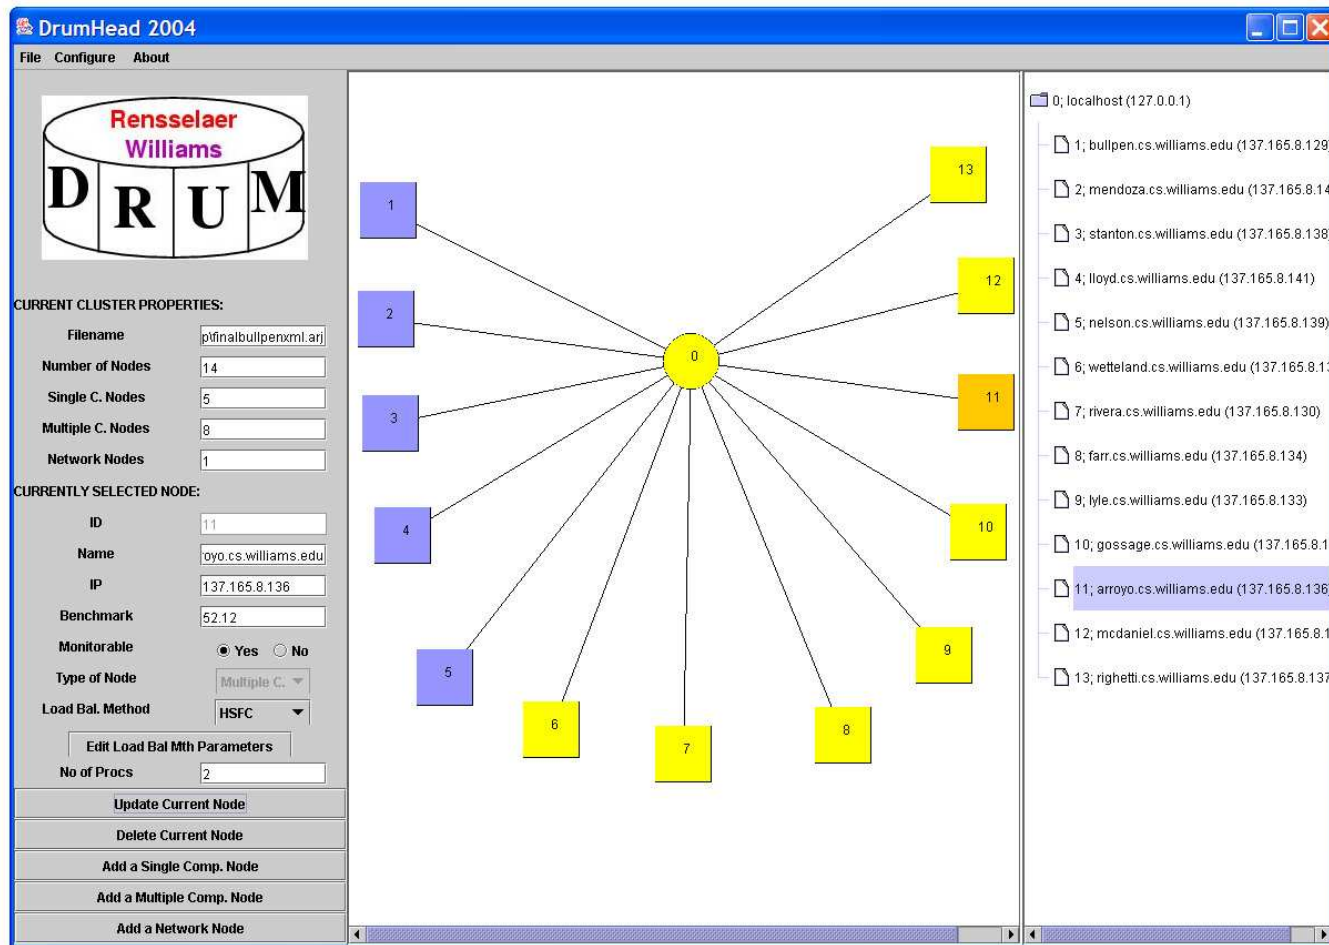 DrumHead 2004
File Configure About
Rensselaer
Williams
DRUM
CURRENT CLUSTER PROPERTIES:
Filename p\finalbullpenxml.arj
Number of Nodes 14
Single C. Nodes 5
Multiple C. Nodes 8
Network Nodes 1
CURRENTLY SELECTED NODE:
ID 11
Name oyo.cs.williams.edu
IP 137.165.8.136
Benchmark 52.12
Monitorable Yes No
Type of Node Multiple C.
Load Bal. Method HSFC
Edit Load Bal Mth Parameters
No of Procs 2
Update Current Node
Delete Current Node
Add a Single Comp. Node
Add a Multiple Comp. Node
Add a Network Node
13
1
12
2
0
11
3
10
4
9
5
6
8
7
0; localhost (127.0.0.1)
1; bullpen.cs.williams.edu (137.165.8.129)
2; mendoza.cs.williams.edu (137.165.8.14
3; stanton.cs.williams.edu (137.165.8.138)
4; lloyd.cs.williams.edu (137.165.8.141)
5; nelson.cs.williams.edu (137.165.8.139)
6; wetteland.cs.williams.edu (137.165.8.13
7; rivera.cs.williams.edu (137.165.8.130)
8; farr.cs.williams.edu (137.165.8.134)
9; lyle.cs.williams.edu (137.165.8.133)
10; gossage.cs.williams.edu (137.165.8.1
11; arroyo.cs.williams.edu (137.165.8.136)
12; mcdaniel.cs.williams.edu (137.165.8.1
13; righetti.cs.williams.edu (137.165.8.137